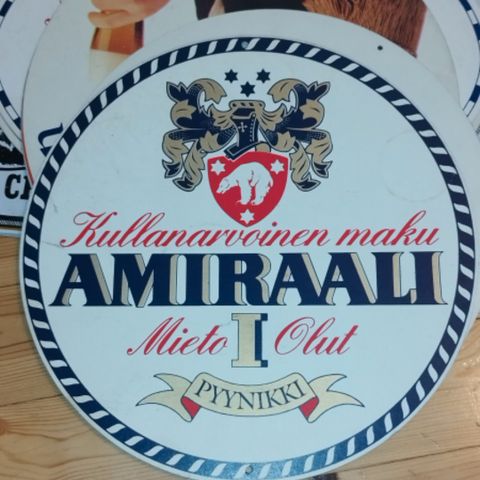 Kullanarvoinen maku
AMIRAALI
Mieto I Olut
PYYNIKKI